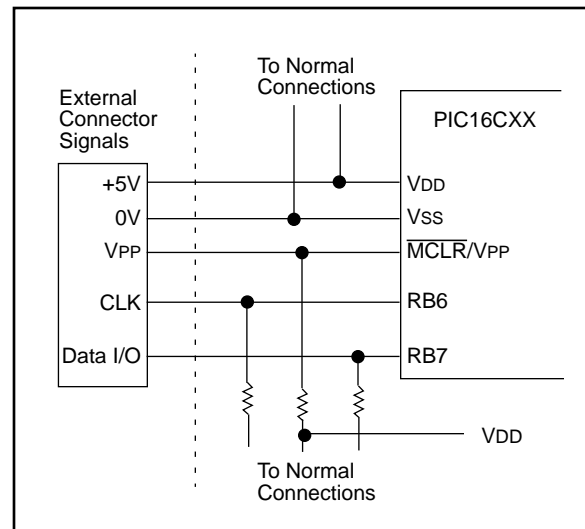 To Normal
Connections
External
Connector
Signals
PIC16CXX
+5V
VDD
0V
VSS
VPP
MCLR/VPP
CLK
RB6
Data I/O
RB7
VDD
To Normal
Connections